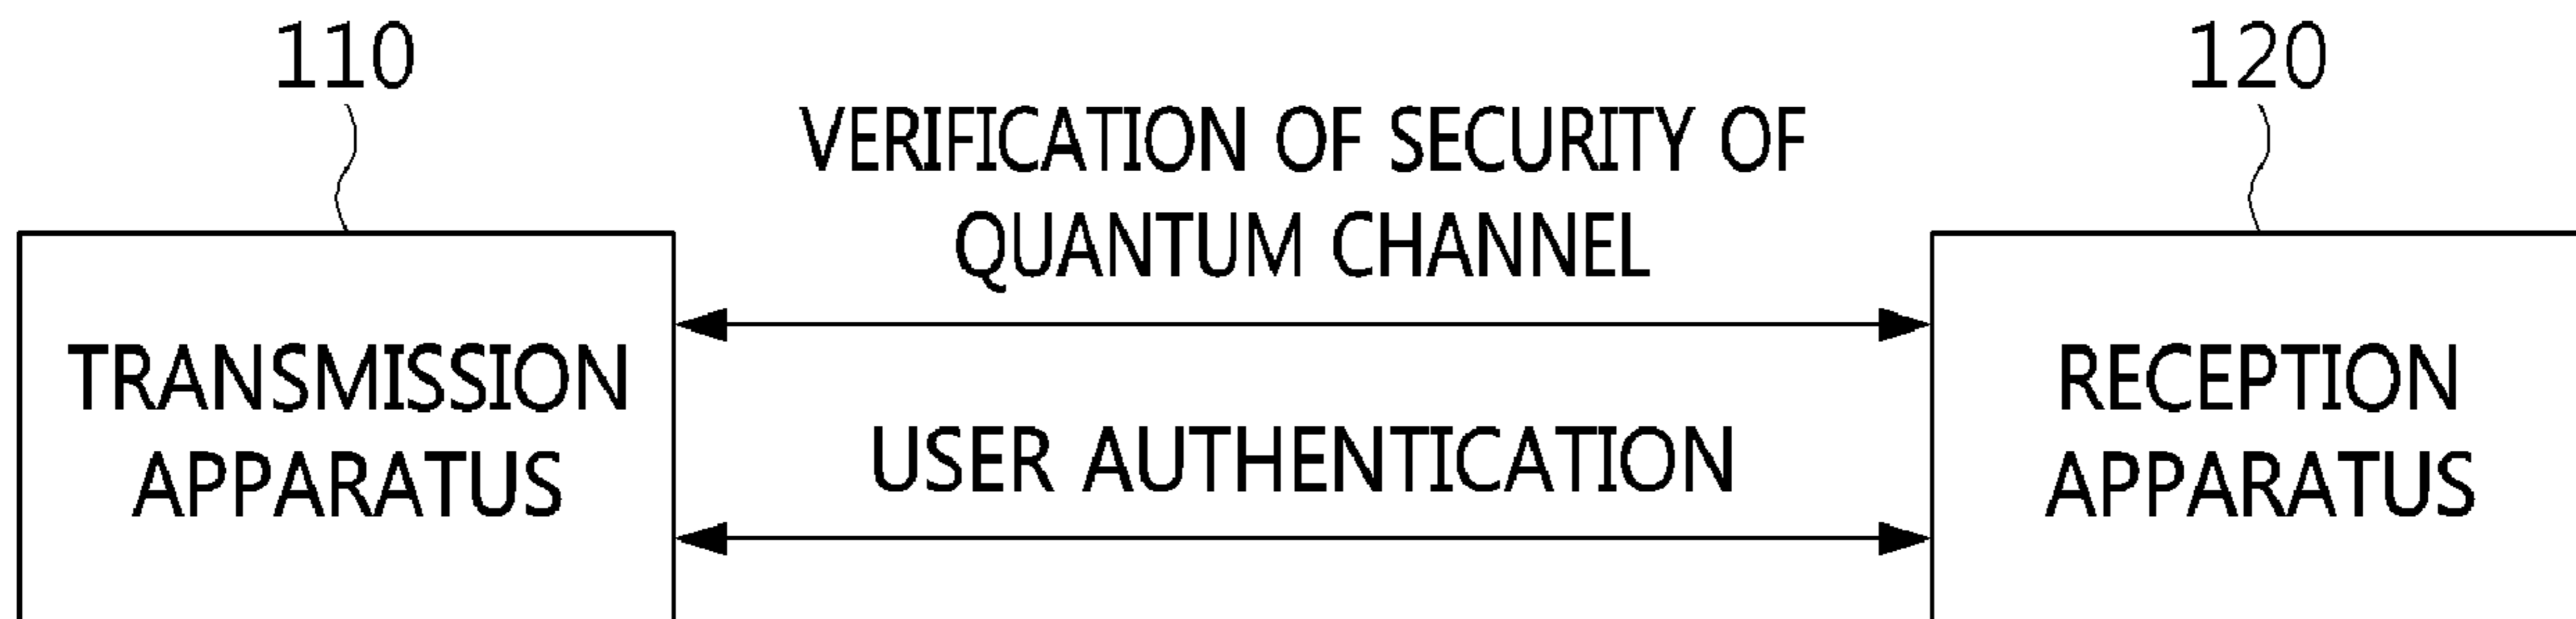 110
120
VERIFICATION OF SECURITY OF
QUANTUM CHANNEL
TRANSMISSION
APPARATUS
USER AUTHENTICATION
RECEPTION
APPARATUS